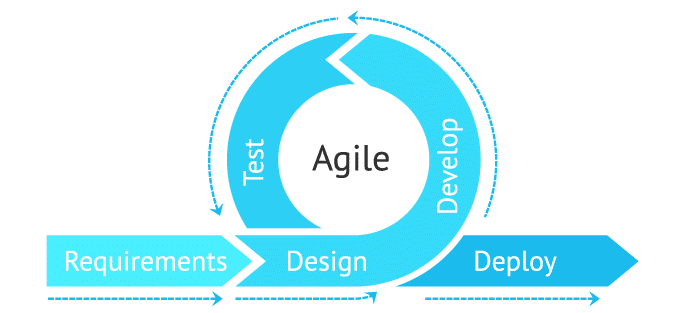 Agile
Test
Develop
Requirements
Design
Deploy